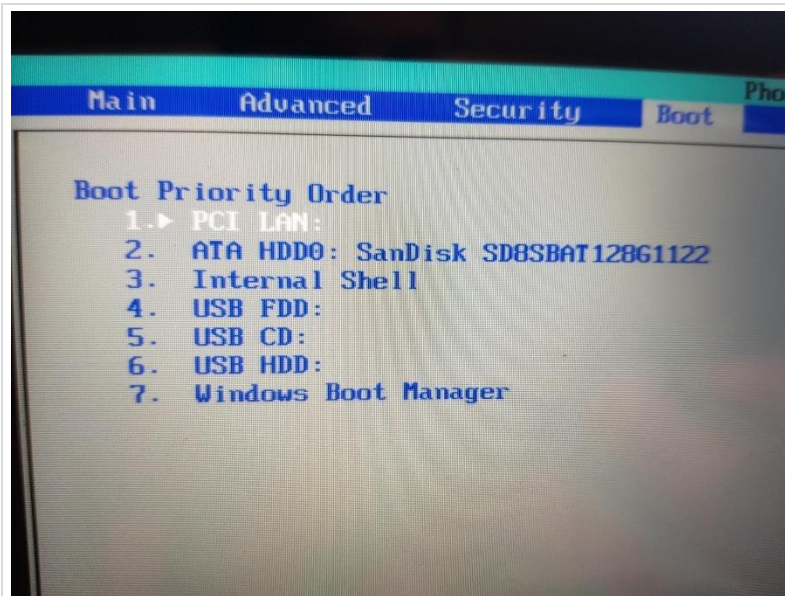 Pho
Main Advanced Security Boot
Boot Priority Order
1. PCI LAN:
2. ATA HDD0: SanDisk SD8SBAT128G1122
3. Internal Shell
4. USB FDD:
5. USB CD:
6. USB HDD:
7. Windows Boot Manager